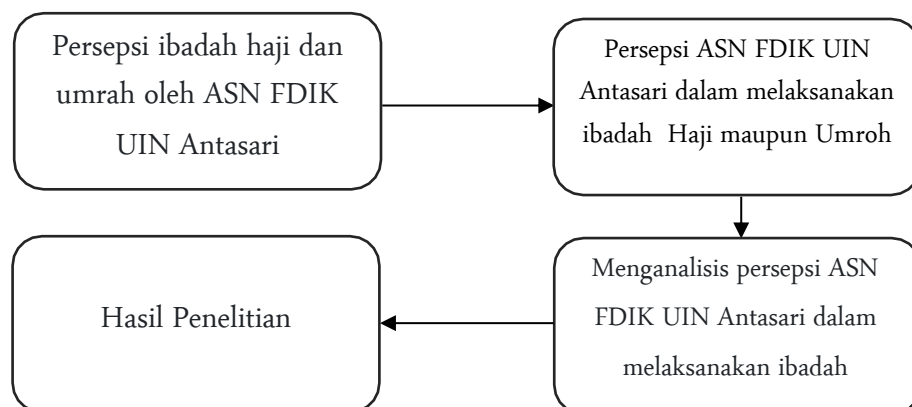 Persepsi ibadah haji dan
umrah oleh ASN FDIK
UIN Antasari
Persepsi ASN FDIK UIN
Antasari dalam melaksanakan
ibadah Haji maupun Umroh
Menganalisis persepsi ASN
FDIK UIN Antasari dalam
melaksanakan ibadah
Hasil Penelitian